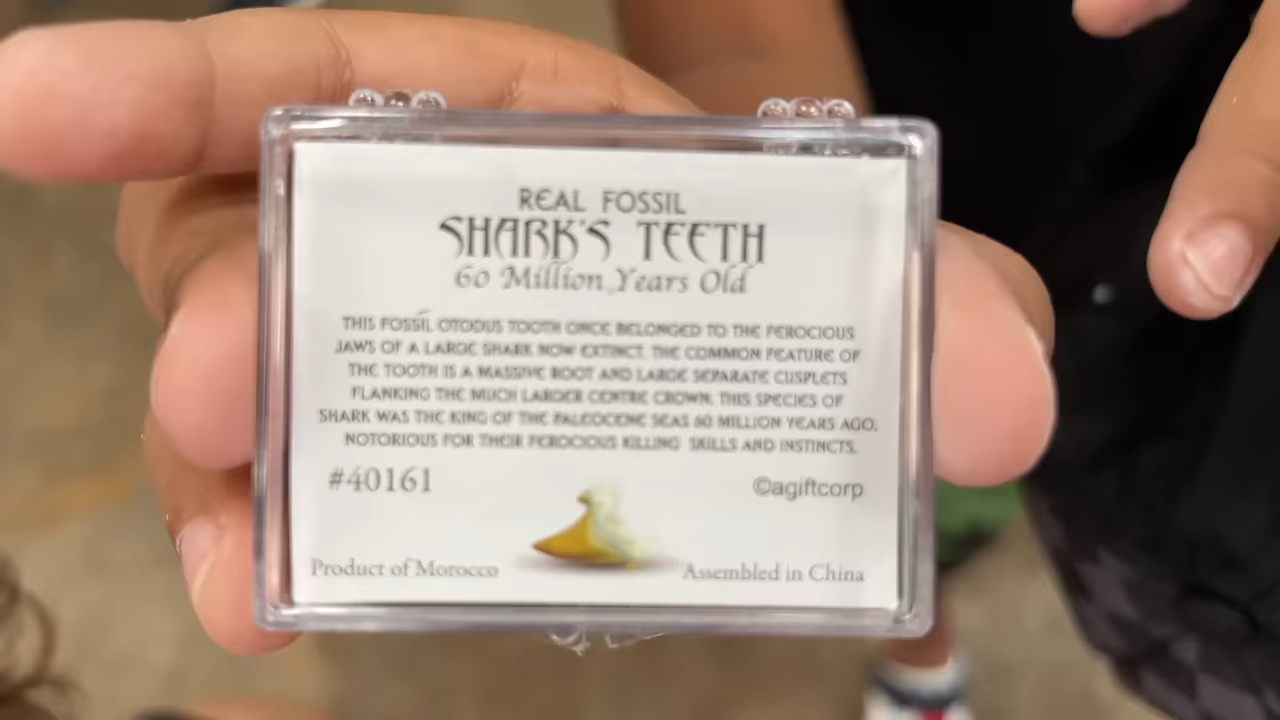 REAL FOSSIL
SHARK'S TEETH
60 Million Years Old
THIS FOSSIL OTODUS TOOTH ONCE BELONGED TO THE FEROCIOUS
JAWS OF A LARGE SHARK NOW EXTINCT. THE COMMON FEATURE OF
THE TOOTH IS A MASSIVE ROOT AND LARGE SEPARATE CUSPLETS
FLANKING THE MUCH LARGER CENTRE CROWN. THIS SPECIES OF
SHARK WAS THE KING OF THE PALEOCENE SEAS 60 MILLION YEARS AGO.
NOTORIOUS FOR THEIR FEROCIOUS KILLING SKILLS AND INSTINCTS.
#40161
©agiftcorp
Product of Morocco
Assembled in China